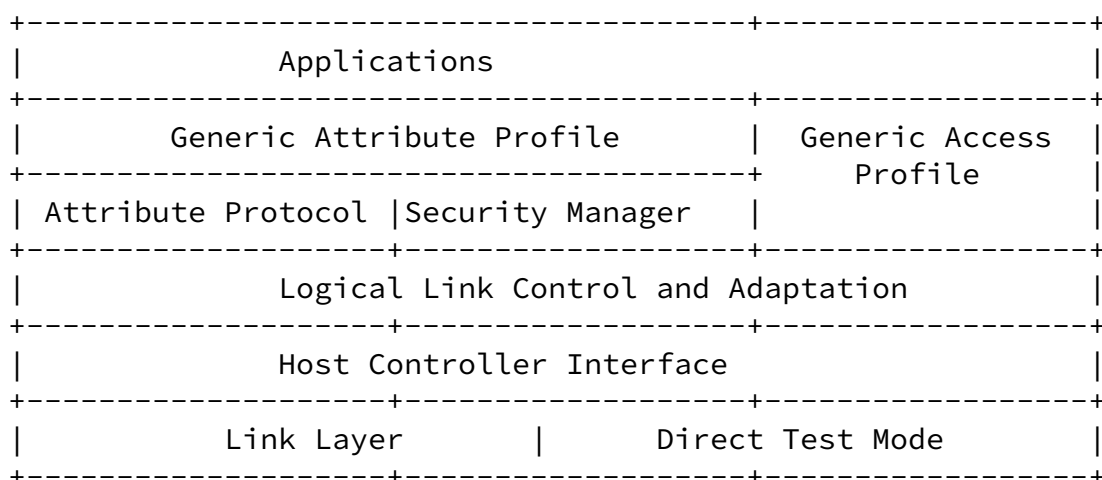 +----------------------------------------+------------------+
|              Applications                                 |
+----------------------------------------+------------------+
|        Generic Attribute Profile       |  Generic Access  |
+----------------------------------------+     Profile      |
| Attribute Protocol |Security Manager   |                  |
+--------------------+-------------------+------------------+
|              Logical Link Control and Adaptation          |
+--------------------+-------------------+------------------+
|              Host Controller Interface                    |
+--------------------+-------------------+------------------+
|           Link Layer       |      Direct Test Mode        |
+--------------------+-------------------+------------------+